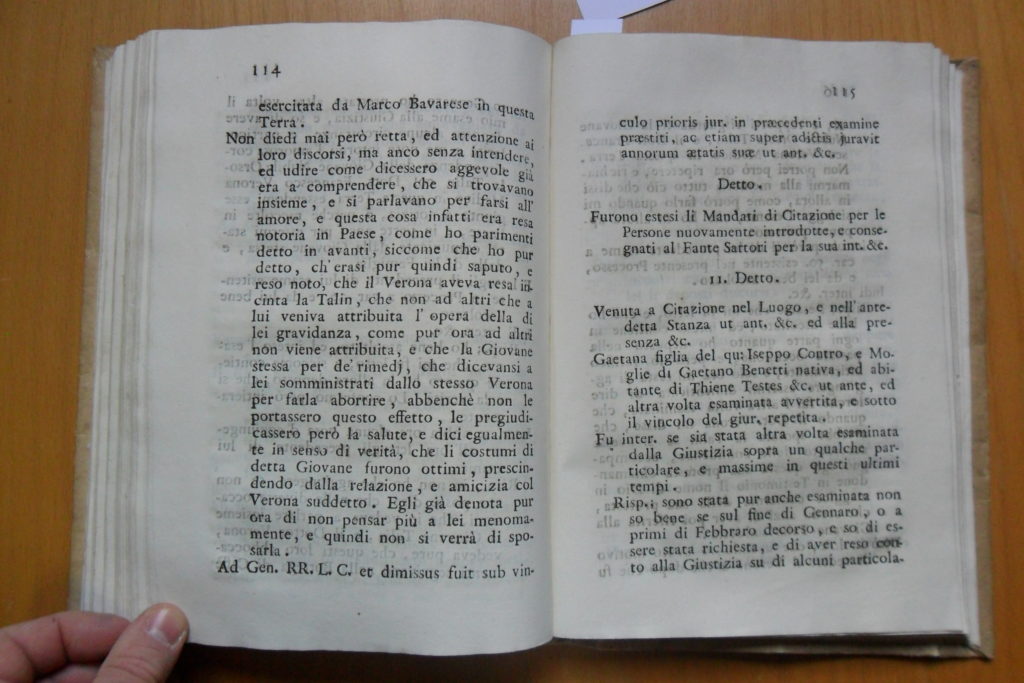 114
esercitata da Marco Bavarese in questa
Terra.
Non diedi mai però retta, ed attenzione ai
loro discorsi, ma anco senza intendere,
ed udire come dicessero aggevole già
era a comprendere, che si trovavano
insieme, e si parlavano per farsi all'
amore, e questa cosa infatti era resa
notoria in Paese, come ho parimenti
detto in avanti, siccome che ho pur
detto, ch'erasi pur quindi saputo, e
reso noto, che il Verona aveva resa in-
cinta la Talin, che non ad altri che a
lui veniva attribuita l'opera della di
lei gravidanza, come pur ora ad altri
non viene attribuita, e che la Giovane
stessa per de' rimedj, che dicevansi a
lei somministrati dallo stesso Verona
per farla abortire, abbenchè non le
portassero questo effetto, le pregiudi-
cassero però la salute, e dici egualmen-
te in senso di verità, che li costumi di
detta Giovane furono ottimi, prescin-
dendo dalla relazione, e amicizia col
Verona suddetto. Egli già denota pur
ora di non pensar più a lei menoma-
mente, e quindi non si verrà di spo-
sarla.
Ad Gen. RR. L. C. et dimissus fuit sub vin-
115
culo prioris jur. in præcedenti examine
præstiti, ac etiam super adictis juravit
annorum ætatis suæ ut ant. &c.
Detto.
Furono estesi li Mandati di Citazione per le
Persone nuovamente introdotte, e conse-
gnati al Fante Sattori per la sua int. &c.
11. Detto.
Venuta a Citazione nel Luogo, e nell'ante-
detta Stanza ut ant. &c. ed alla pre-
senza &c.
Gaetana figlia del qu: Iseppo Contro, e Mo-
glie di Gaetano Benetti nativa, ed abi-
tante di Thiene Testes &c. ut ante, ed
altra volta esaminata avvertita, e sotto
il vincolo del giur. repetita.
Fu inter. se sia stata altra volta esaminata
dalla Giustizia sopra un qualche par-
ticolare, e massime in questi ultimi
tempi.
Risp.: sono stata pur anche esaminata non
so bene se sul fine di Gennaro, o a
primi di Febbraro decorso, e so di es-
sere stata richiesta, e di aver reso con-
to alla Giustizia su di alcuni particola-